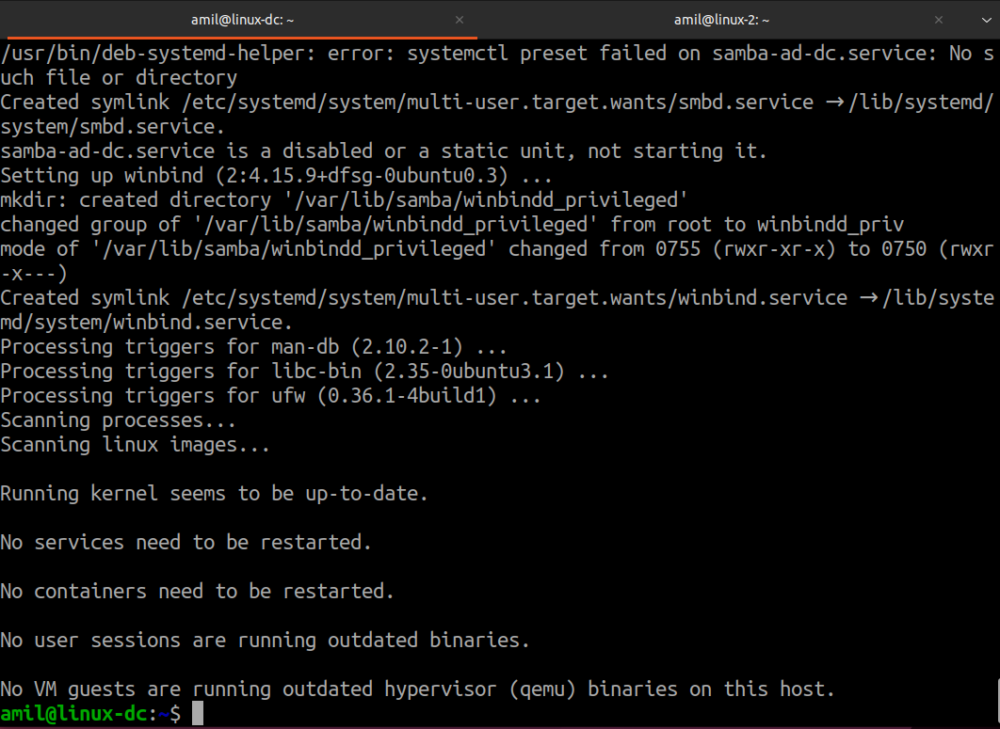 amil@linux-dc: ~ × amil@linux-2: ~ ×
/usr/bin/deb-systemd-helper: error: systemctl preset failed on samba-ad-dc.service: No s
uch file or directory
Created symlink /etc/systemd/system/multi-user.target.wants/smbd.service → /lib/systemd/
system/smbd.service.
samba-ad-dc.service is a disabled or a static unit, not starting it.
Setting up winbind (2:4.15.9+dfsg-0ubuntu0.3) ...
mkdir: created directory '/var/lib/samba/winbindd_privileged'
changed group of '/var/lib/samba/winbindd_privileged' from root to winbindd_priv
mode of '/var/lib/samba/winbindd_privileged' changed from 0755 (rwxr-xr-x) to 0750 (rwxr
-x---)
Created symlink /etc/systemd/system/multi-user.target.wants/winbind.service → /lib/syste
md/system/winbind.service.
Processing triggers for man-db (2.10.2-1) ...
Processing triggers for libc-bin (2.35-0ubuntu3.1) ...
Processing triggers for ufw (0.36.1-4build1) ...
Scanning processes...
Scanning linux images...
Running kernel seems to be up-to-date.
No services need to be restarted.
No containers need to be restarted.
No user sessions are running outdated binaries.
No VM guests are running outdated hypervisor (qemu) binaries on this host.
amil@linux-dc:~$